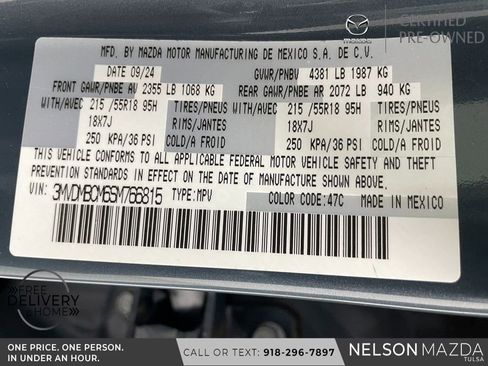 CERTIFIED
PRE-OWNED
mazda
MFD. BY MAZDA MOTOR MANUFACTURING DE MEXICO S.A. DE C.V.
DATE 09/24 GVWR/PNBV 4381 LB 1987 KG
FRONT GAWR/PNBE AV 2355 LB 1068 KG REAR GAWR/PNBE AR 2072 LB 940 KG
WITH/AVEC 215 /55R18 95H TIRES/PNEUS WITH/AVEC 215 /55R18 95H TIRES/PNEUS
18X7J RIMS/JANTES 18X7J RIMS/JANTES
250 KPA/36 PSI COLD/A FROID 250 KPA/36 PSI COLD/A FROID
THIS VEHICLE CONFORMS TO ALL APPLICABLE FEDERAL MOTOR VEHICLE SAFETY AND THEFT
PREVENTION STANDARDS IN EFFECT ON THE DATE OF MANUFACTURE SHOWN ABOVE.
VIN: 3MVDMBCM6SM766815 TYPE: MPV COLOR CODE: 47C MADE IN MEXICO
FREE
DELIVERY
HOME
ONE PRICE. ONE PERSON.
IN UNDER AN HOUR.
CALL OR TEXT: 918-296-7897
NELSON MAZDA
TULSA